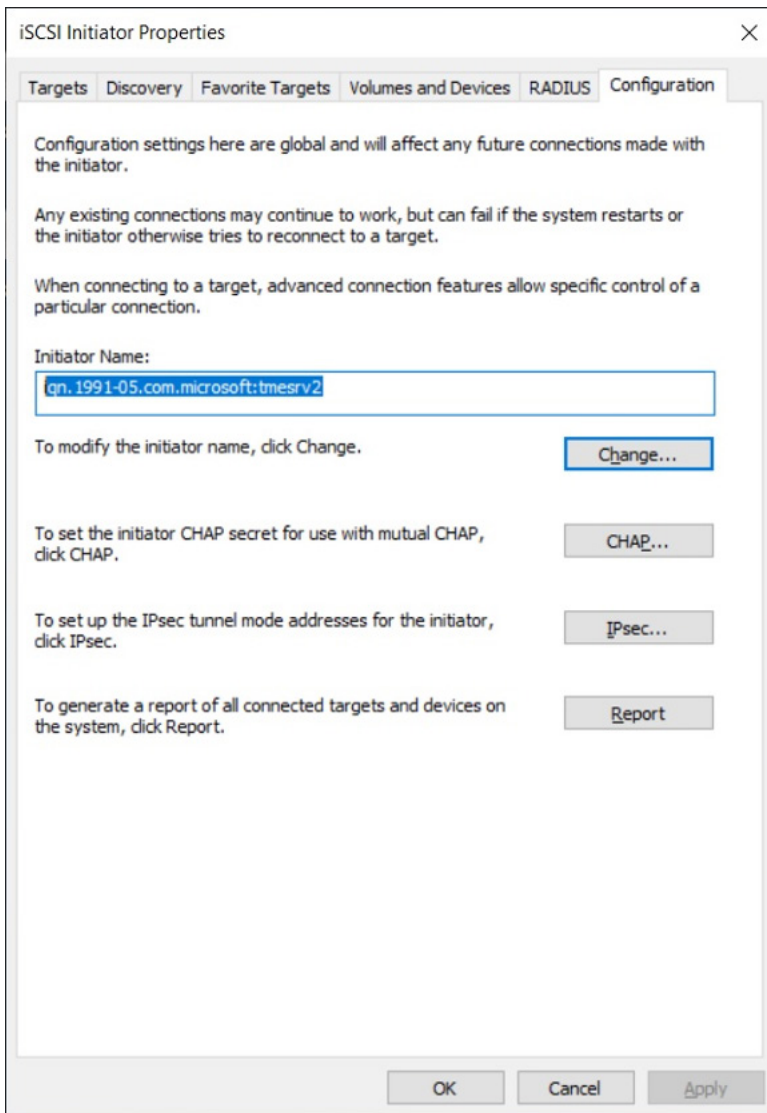 iSCSI Initiator Properties
Targets Discovery Favorite Targets Volumes and Devices RADIUS Configuration
Configuration settings here are global and will affect any future connections made with
the initiator.
Any existing connections may continue to work, but can fail if the system restarts or
the initiator otherwise tries to reconnect to a target.
When connecting to a target, advanced connection features allow specific control of a
particular connection.
Initiator Name:
iqn.1991-05.com.microsoft:tmesrv2
To modify the initiator name, click Change.
Change...
To set the initiator CHAP secret for use with mutual CHAP,
click CHAP.
CHAP...
To set up the IPsec tunnel mode addresses for the initiator,
click IPsec.
IPsec...
To generate a report of all connected targets and devices on
the system, click Report.
Report
OK Cancel Apply